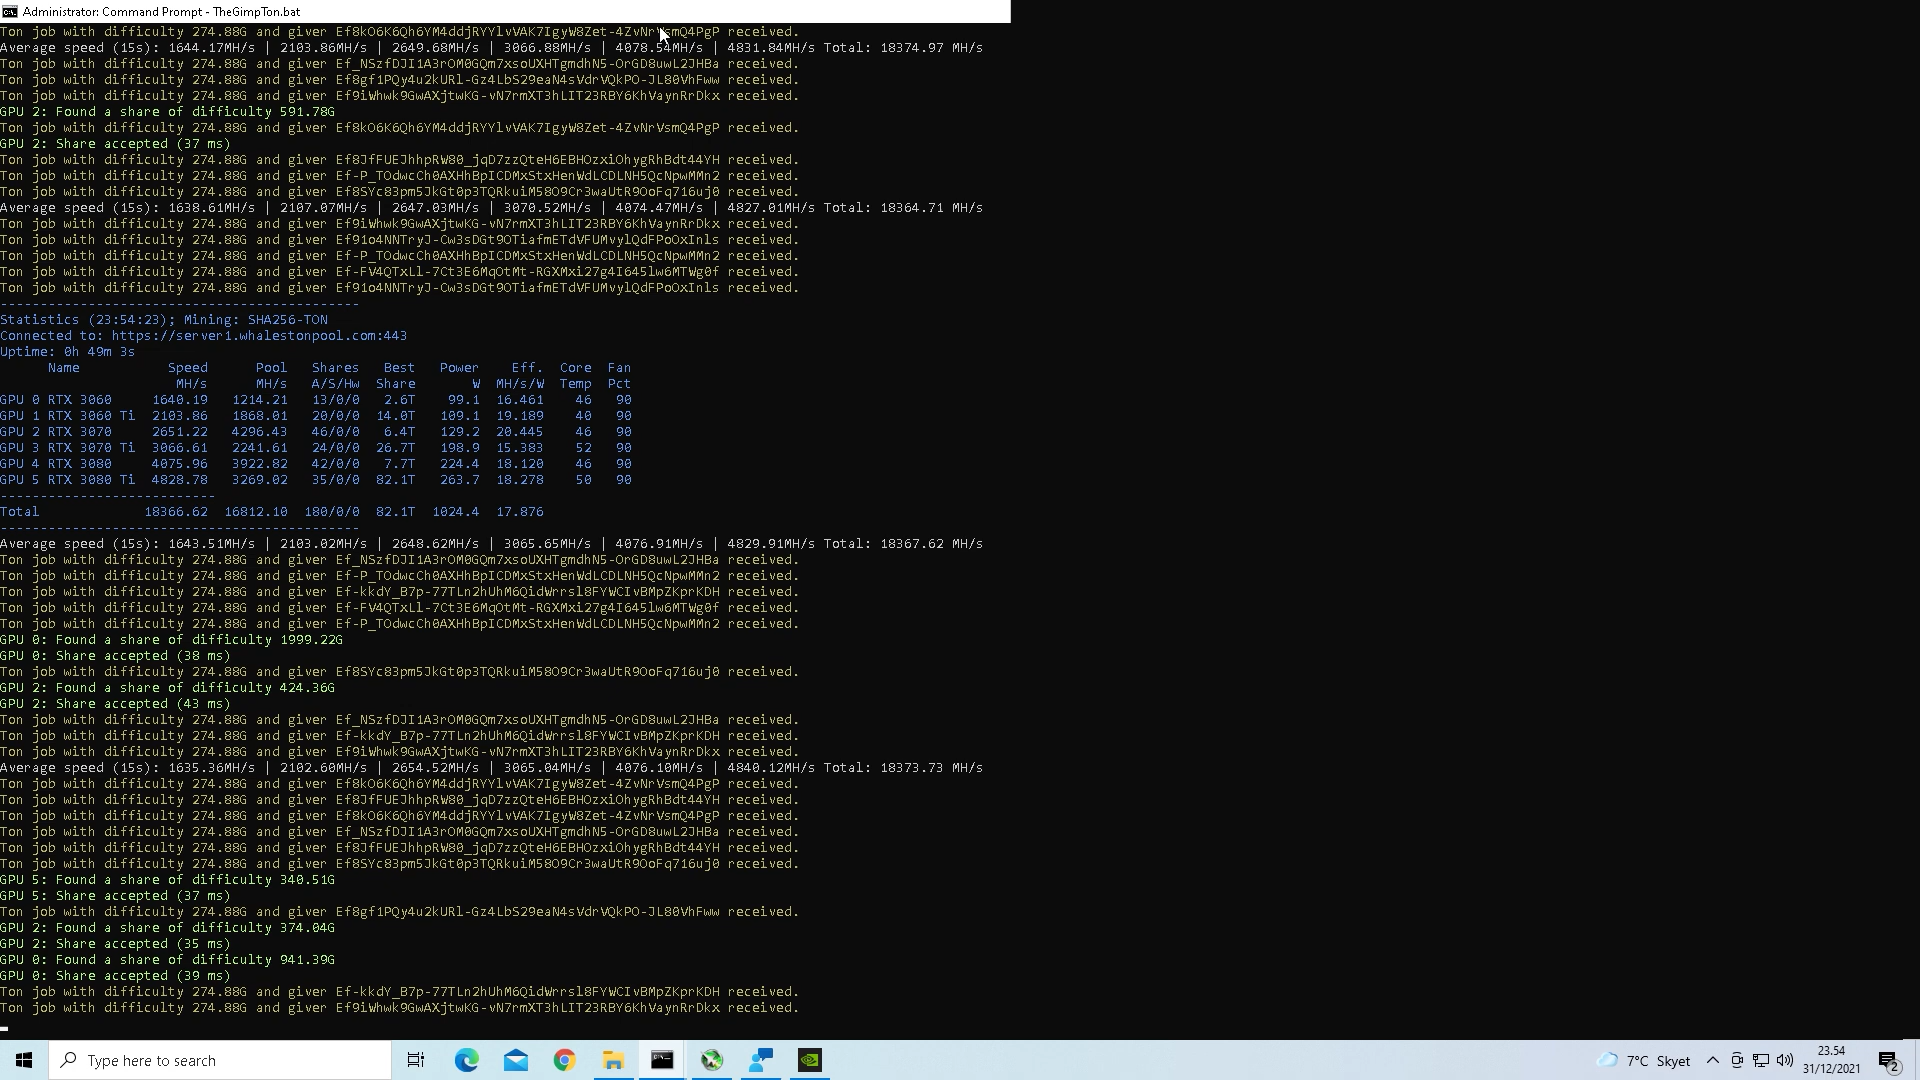 Administrator: Command Prompt - TheGimpTon.bat
Ton job with difficulty 274.88G and giver Ef8kO6K6Qh6YM4ddjRYYlvVAK7IgyW8Zet-4ZvNrVsmQ4PgP received.
Average speed (15s): 1644.17MH/s | 2103.86MH/s | 2649.68MH/s | 3066.88MH/s | 4078.54MH/s | 4831.84MH/s Total: 18374.97 MH/s
Ton job with difficulty 274.88G and giver Ef_NSzfDJI1A3rOM0GQm7xsoUXHTgmdhN5-OrGD8uwL2JHBa received.
Ton job with difficulty 274.88G and giver Ef8gf1PQy4u2kURl-Gz4LbS29eaN4sVdrVQkPO-JL80VhFww received.
Ton job with difficulty 274.88G and giver Ef9iWhwk9GwAXjtwKG-vN7rmXT3hLIT23RBY6KhVaynRrDkx received.
GPU 2: Found a share of difficulty 591.78G
Ton job with difficulty 274.88G and giver Ef8kO6K6Qh6YM4ddjRYYlvVAK7IgyW8Zet-4ZvNrVsmQ4PgP received.
GPU 2: Share accepted (37 ms)
Ton job with difficulty 274.88G and giver Ef8JfFUEJhhpRW80_jqD7zzQteH6EBHOzxiOhygRhBdt44YH received.
Ton job with difficulty 274.88G and giver Ef-P_TOdwcCh0AXHhBpICDMxStxHenWdLCDLNH5QcNpwMMn2 received.
Ton job with difficulty 274.88G and giver Ef8SYc83pm5JkGt0p3TQRkuiM58O9Cr3waUtR9OoFq716uj0 received.
Average speed (15s): 1638.61MH/s | 2107.07MH/s | 2647.03MH/s | 3070.52MH/s | 4074.47MH/s | 4827.01MH/s Total: 18364.71 MH/s
Ton job with difficulty 274.88G and giver Ef9iWhwk9GwAXjtwKG-vN7rmXT3hLIT23RBY6KhVaynRrDkx received.
Ton job with difficulty 274.88G and giver Ef91o4NNTryJ-Cw3sDGt9OTiafmETdVFUMvylQdFPoOxInls received.
Ton job with difficulty 274.88G and giver Ef-P_TOdwcCh0AXHhBpICDMxStxHenWdLCDLNH5QcNpwMMn2 received.
Ton job with difficulty 274.88G and giver Ef-FV4QTxLl-7Ct3E6MqOtMt-RGXMxi27g4I645lw6MTWg0f received.
Ton job with difficulty 274.88G and giver Ef91o4NNTryJ-Cw3sDGt9OTiafmETdVFUMvylQdFPoOxInls received.
---------------------------------------------
Statistics (23:54:23); Mining: SHA256-TON
Connected to: https://server1.whalestonpool.com:443
Uptime: 0h 49m 3s
Name Speed Pool Shares Best Power Eff. Core Fan
MH/s MH/s A/S/Hw Share W MH/s/W Temp Pct
GPU 0 RTX 3060 1640.19 1214.21 13/0/0 2.6T 99.1 16.461 46 90
GPU 1 RTX 3060 Ti 2103.86 1868.01 20/0/0 14.0T 109.1 19.189 40 90
GPU 2 RTX 3070 2651.22 4296.43 46/0/0 6.4T 129.2 20.445 46 90
GPU 3 RTX 3070 Ti 3066.61 2241.61 24/0/0 26.7T 198.9 15.383 52 90
GPU 4 RTX 3080 4075.96 3922.82 42/0/0 7.7T 224.4 18.120 46 90
GPU 5 RTX 3080 Ti 4828.78 3269.02 35/0/0 82.1T 263.7 18.278 50 90
---------------------------
Total 18366.62 16812.10 180/0/0 82.1T 1024.4 17.876
---------------------------------------------
Average speed (15s): 1643.51MH/s | 2103.02MH/s | 2648.62MH/s | 3065.65MH/s | 4076.91MH/s | 4829.91MH/s Total: 18367.62 MH/s
Ton job with difficulty 274.88G and giver Ef_NSzfDJI1A3rOM0GQm7xsoUXHTgmdhN5-OrGD8uwL2JHBa received.
Ton job with difficulty 274.88G and giver Ef-P_TOdwcCh0AXHhBpICDMxStxHenWdLCDLNH5QcNpwMMn2 received.
Ton job with difficulty 274.88G and giver Ef-kkdY_B7p-77TLn2hUhM6QidWrrsl8FYWCIvBMpZKprKDH received.
Ton job with difficulty 274.88G and giver Ef-FV4QTxLl-7Ct3E6MqOtMt-RGXMxi27g4I645lw6MTWg0f received.
Ton job with difficulty 274.88G and giver Ef-P_TOdwcCh0AXHhBpICDMxStxHenWdLCDLNH5QcNpwMMn2 received.
GPU 0: Found a share of difficulty 1999.22G
GPU 0: Share accepted (38 ms)
Ton job with difficulty 274.88G and giver Ef8SYc83pm5JkGt0p3TQRkuiM58O9Cr3waUtR9OoFq716uj0 received.
GPU 2: Found a share of difficulty 424.36G
GPU 2: Share accepted (43 ms)
Ton job with difficulty 274.88G and giver Ef_NSzfDJI1A3rOM0GQm7xsoUXHTgmdhN5-OrGD8uwL2JHBa received.
Ton job with difficulty 274.88G and giver Ef-kkdY_B7p-77TLn2hUhM6QidWrrsl8FYWCIvBMpZKprKDH received.
Ton job with difficulty 274.88G and giver Ef9iWhwk9GwAXjtwKG-vN7rmXT3hLIT23RBY6KhVaynRrDkx received.
Average speed (15s): 1635.36MH/s | 2102.60MH/s | 2654.52MH/s | 3065.04MH/s | 4076.10MH/s | 4840.12MH/s Total: 18373.73 MH/s
Ton job with difficulty 274.88G and giver Ef8kO6K6Qh6YM4ddjRYYlvVAK7IgyW8Zet-4ZvNrVsmQ4PgP received.
Ton job with difficulty 274.88G and giver Ef8JfFUEJhhpRW80_jqD7zzQteH6EBHOzxiOhygRhBdt44YH received.
Ton job with difficulty 274.88G and giver Ef8kO6K6Qh6YM4ddjRYYlvVAK7IgyW8Zet-4ZvNrVsmQ4PgP received.
Ton job with difficulty 274.88G and giver Ef_NSzfDJI1A3rOM0GQm7xsoUXHTgmdhN5-OrGD8uwL2JHBa received.
Ton job with difficulty 274.88G and giver Ef8JfFUEJhhpRW80_jqD7zzQteH6EBHOzxiOhygRhBdt44YH received.
Ton job with difficulty 274.88G and giver Ef8SYc83pm5JkGt0p3TQRkuiM58O9Cr3waUtR9OoFq716uj0 received.
GPU 5: Found a share of difficulty 340.51G
GPU 5: Share accepted (37 ms)
Ton job with difficulty 274.88G and giver Ef8gf1PQy4u2kURl-Gz4LbS29eaN4sVdrVQkPO-JL80VhFww received.
GPU 2: Found a share of difficulty 374.04G
GPU 2: Share accepted (35 ms)
GPU 0: Found a share of difficulty 941.39G
GPU 0: Share accepted (39 ms)
Ton job with difficulty 274.88G and giver Ef-kkdY_B7p-77TLn2hUhM6QidWrrsl8FYWCIvBMpZKprKDH received.
Ton job with difficulty 274.88G and giver Ef9iWhwk9GwAXjtwKG-vN7rmXT3hLIT23RBY6KhVaynRrDkx received.
Type here to search
7°C Skyet
23.54
31/12/2021
2